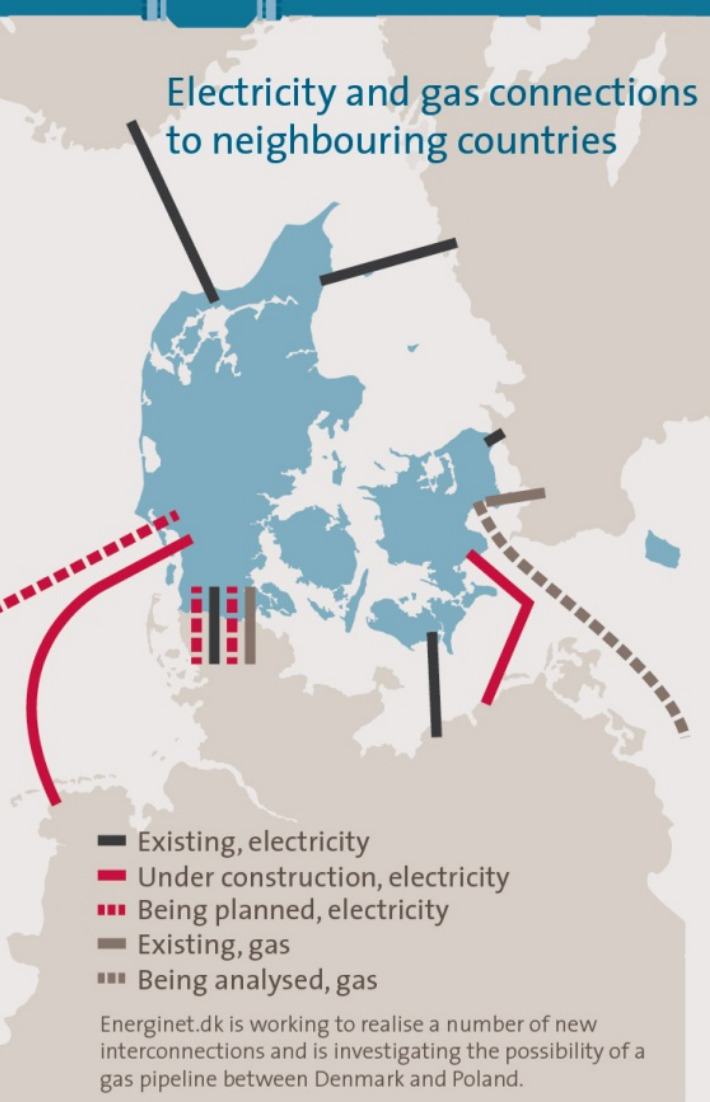 Electricity and gas connections
to neighbouring countries
Existing, electricity
Under construction, electricity
Being planned, electricity
Existing, gas
Being analysed, gas
Energinet.dk is working to realise a number of new
interconnections and is investigating the possibility of a
gas pipeline between Denmark and Poland.